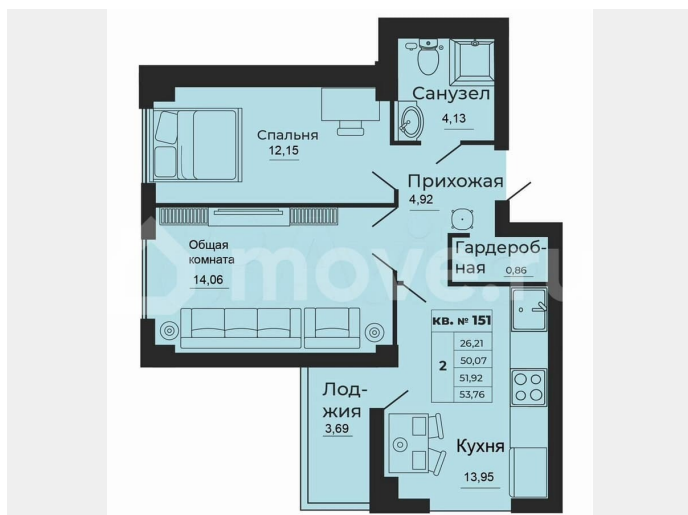 Санузел
4,13
Спальня
12,15
Прихожая
4,92
Общая
комната
14,06
Гардероб-
ная 0,86
move.ru
кв. № 151
2
26,21
50,07
51,92
53,76
Лод-
жия
3,69
Кухня
13,95